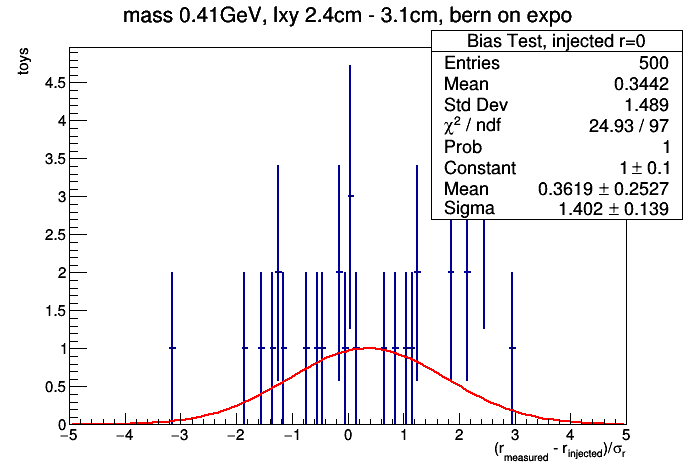 mass 0.41GeV, lxy 2.4cm - 3.1cm, bern on expo
Bias Test, injected r=0
Entries 500
Mean 0.3442
Std Dev 1.489
χ² / ndf 24.93 / 97
Prob 1
Constant 1 ± 0.1
Mean 0.3619 ± 0.2527
Sigma 1.402 ± 0.139
toys
4.5
4
3.5
3
2.5
2
1.5
1
0.5
0
−5 −4 −3 −2 −1 0 1 2 3 4 5
(r_measured - r_injected)/σ_r